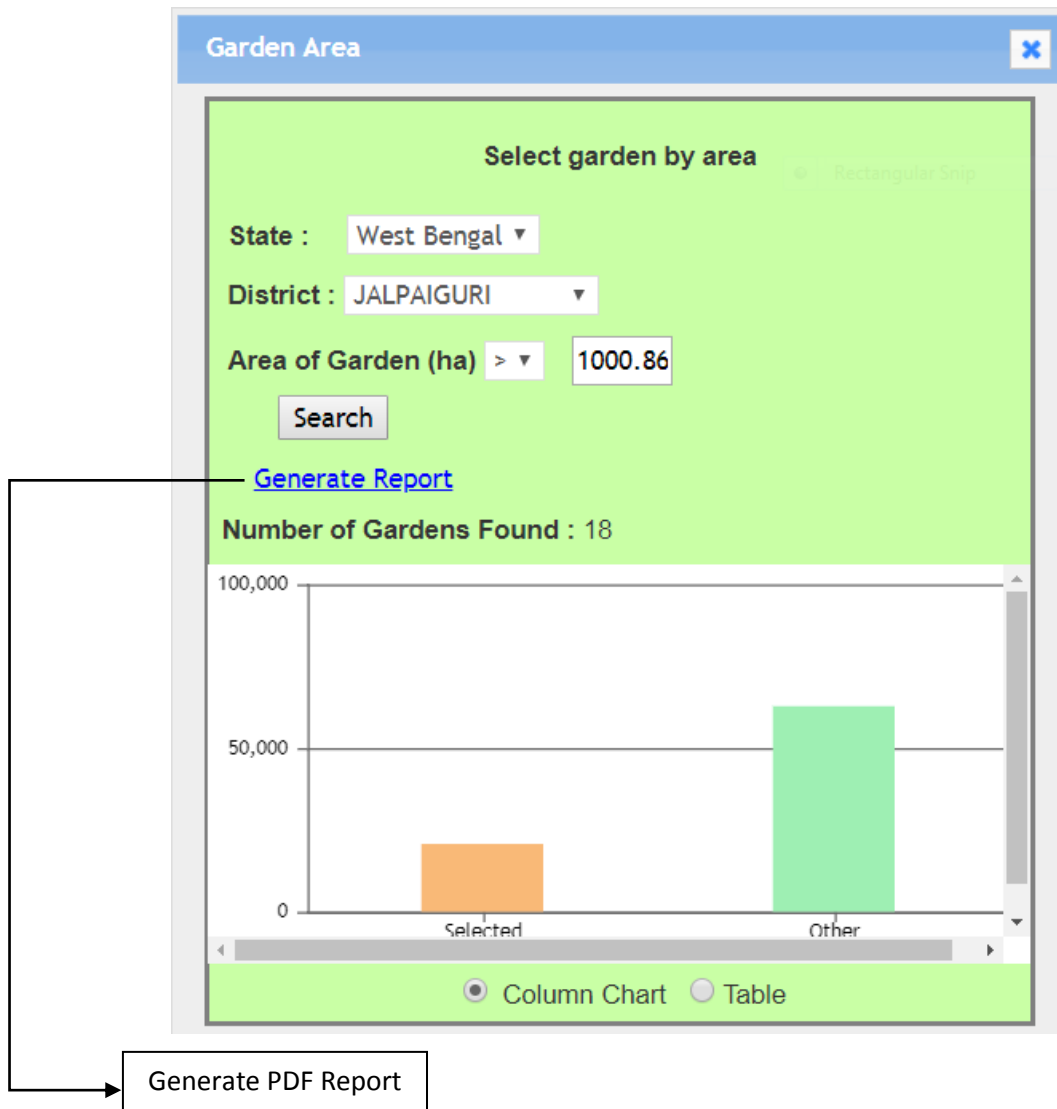 Garden Area
Select garden by area
Rectangular Snip
State : West Bengal
District : JALPAIGURI
Area of Garden (ha) > 1000.86
Search
Generate Report
Number of Gardens Found : 18
100,000
50,000
0
Selected Other
Column Chart Table
Generate PDF Report